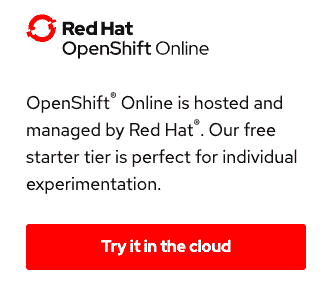 Red Hat
OpenShift Online
OpenShift® Online is hosted and
managed by Red Hat®. Our free
starter tier is perfect for individual
experimentation.
Try it in the cloud